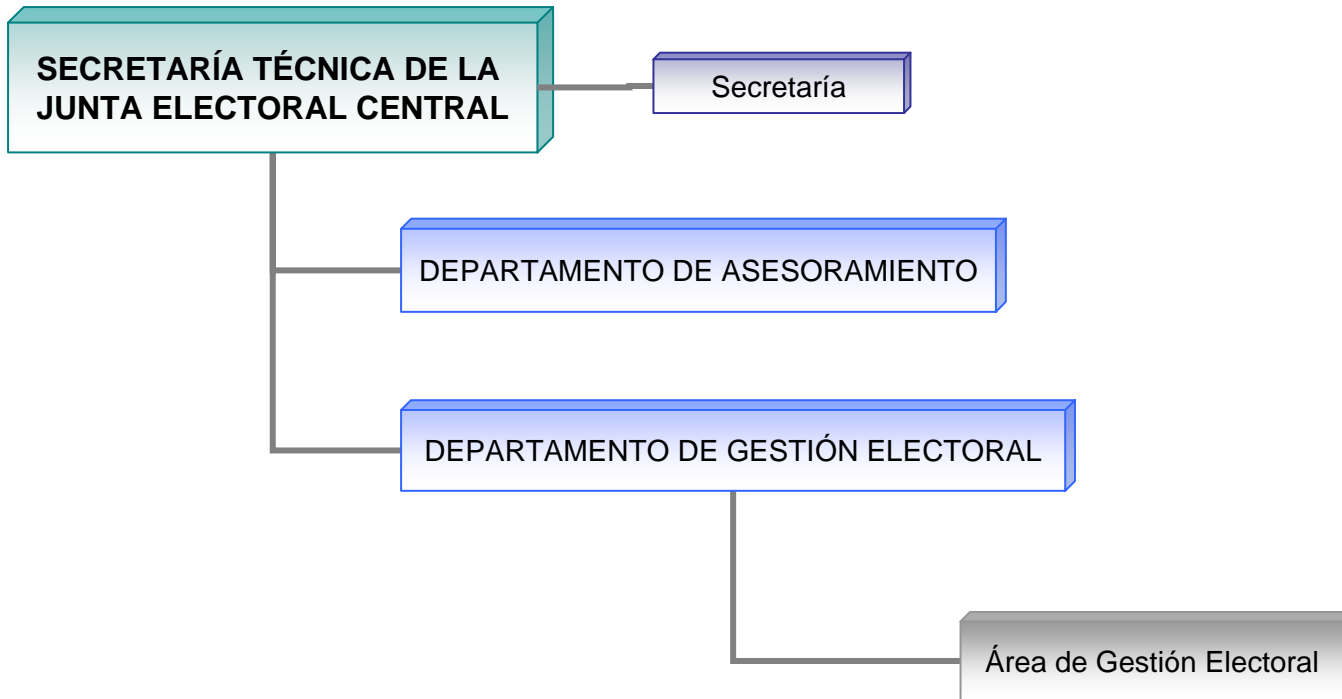 SECRETARÍA TÉCNICA DE LA
JUNTA ELECTORAL CENTRAL
Secretaría
DEPARTAMENTO DE ASESORAMIENTO
DEPARTAMENTO DE GESTIÓN ELECTORAL
Área de Gestión Electoral